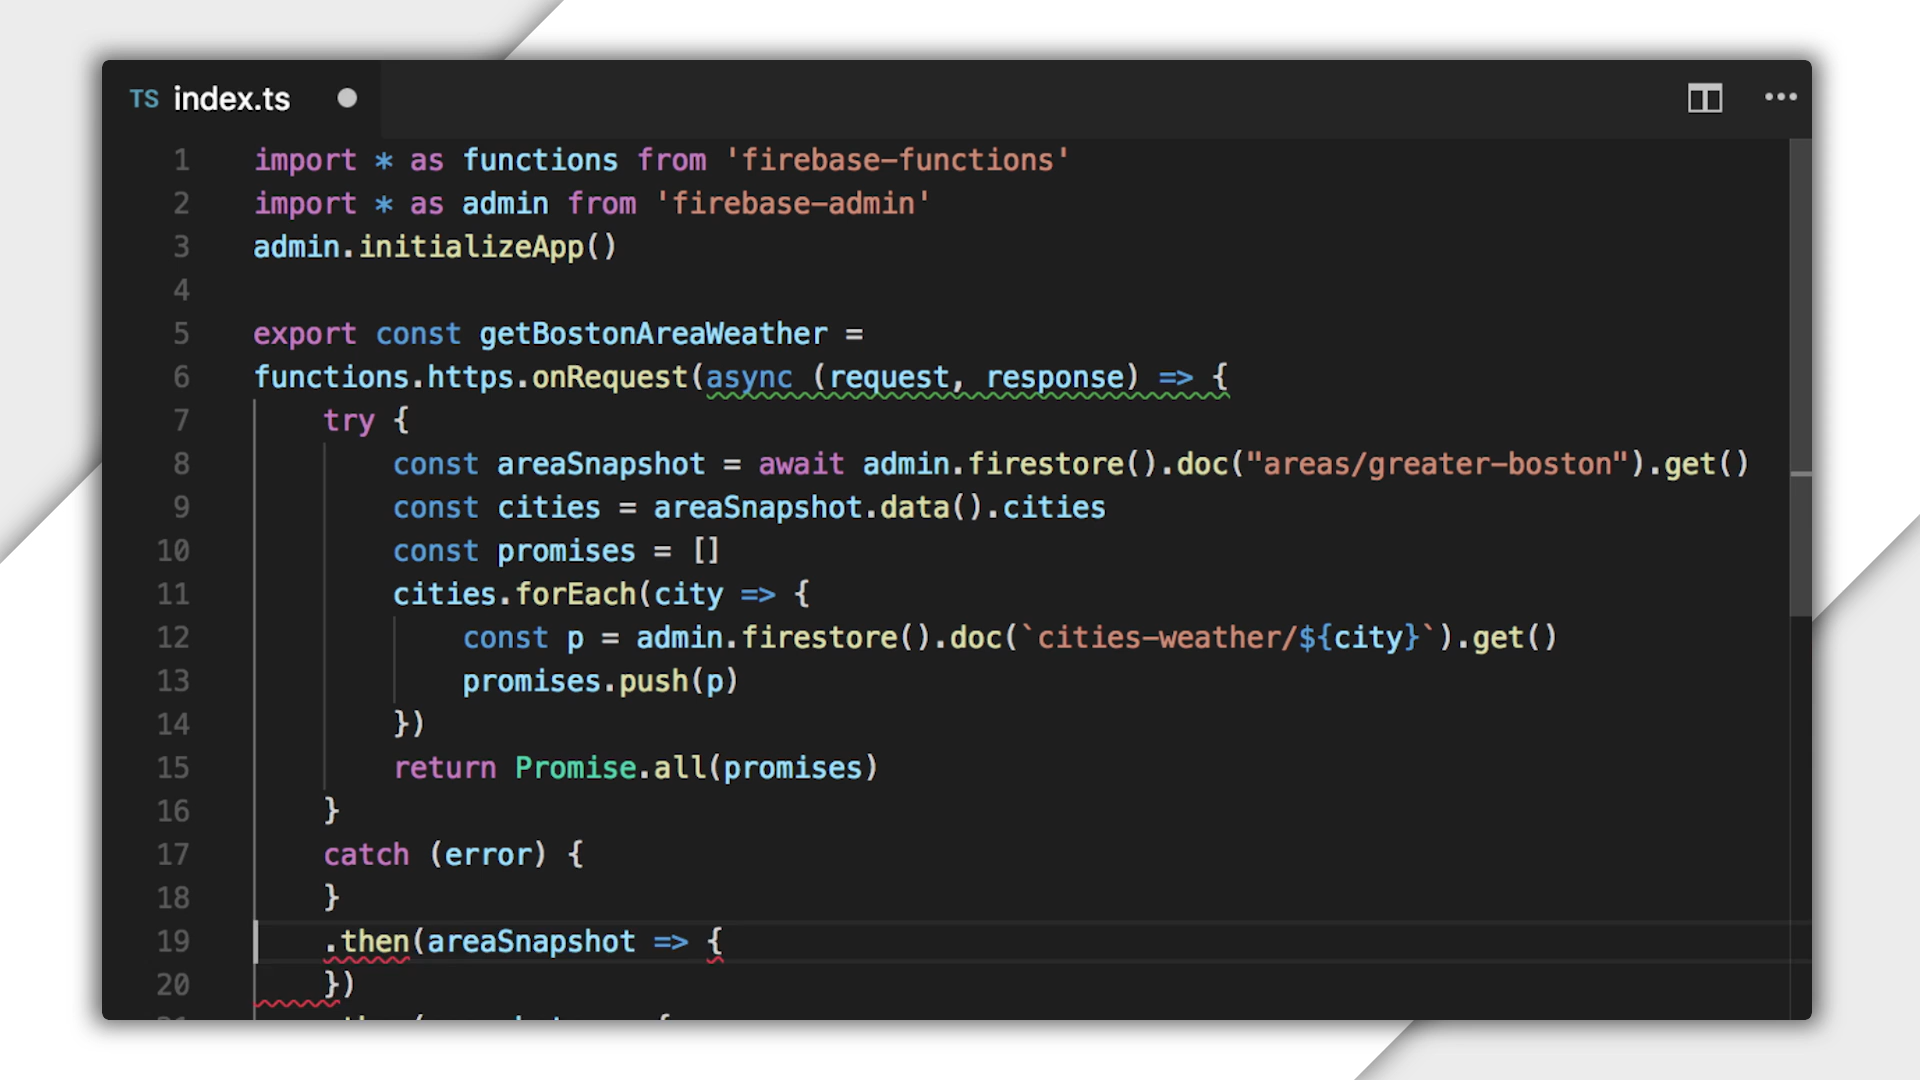 TS index.ts
1 import * as functions from 'firebase-functions'
2 import * as admin from 'firebase-admin'
3 admin.initializeApp()
4
5 export const getBostonAreaWeather =
6 functions.https.onRequest(async (request, response) => {
7     try {
8         const areaSnapshot = await admin.firestore().doc("areas/greater-boston").get()
9         const cities = areaSnapshot.data().cities
10         const promises = []
11         cities.forEach(city => {
12             const p = admin.firestore().doc(`cities-weather/${city}`).get()
13             promises.push(p)
14         })
15         return Promise.all(promises)
16     }
17     catch (error) {
18     }
19     .then(areaSnapshot => {
20     })